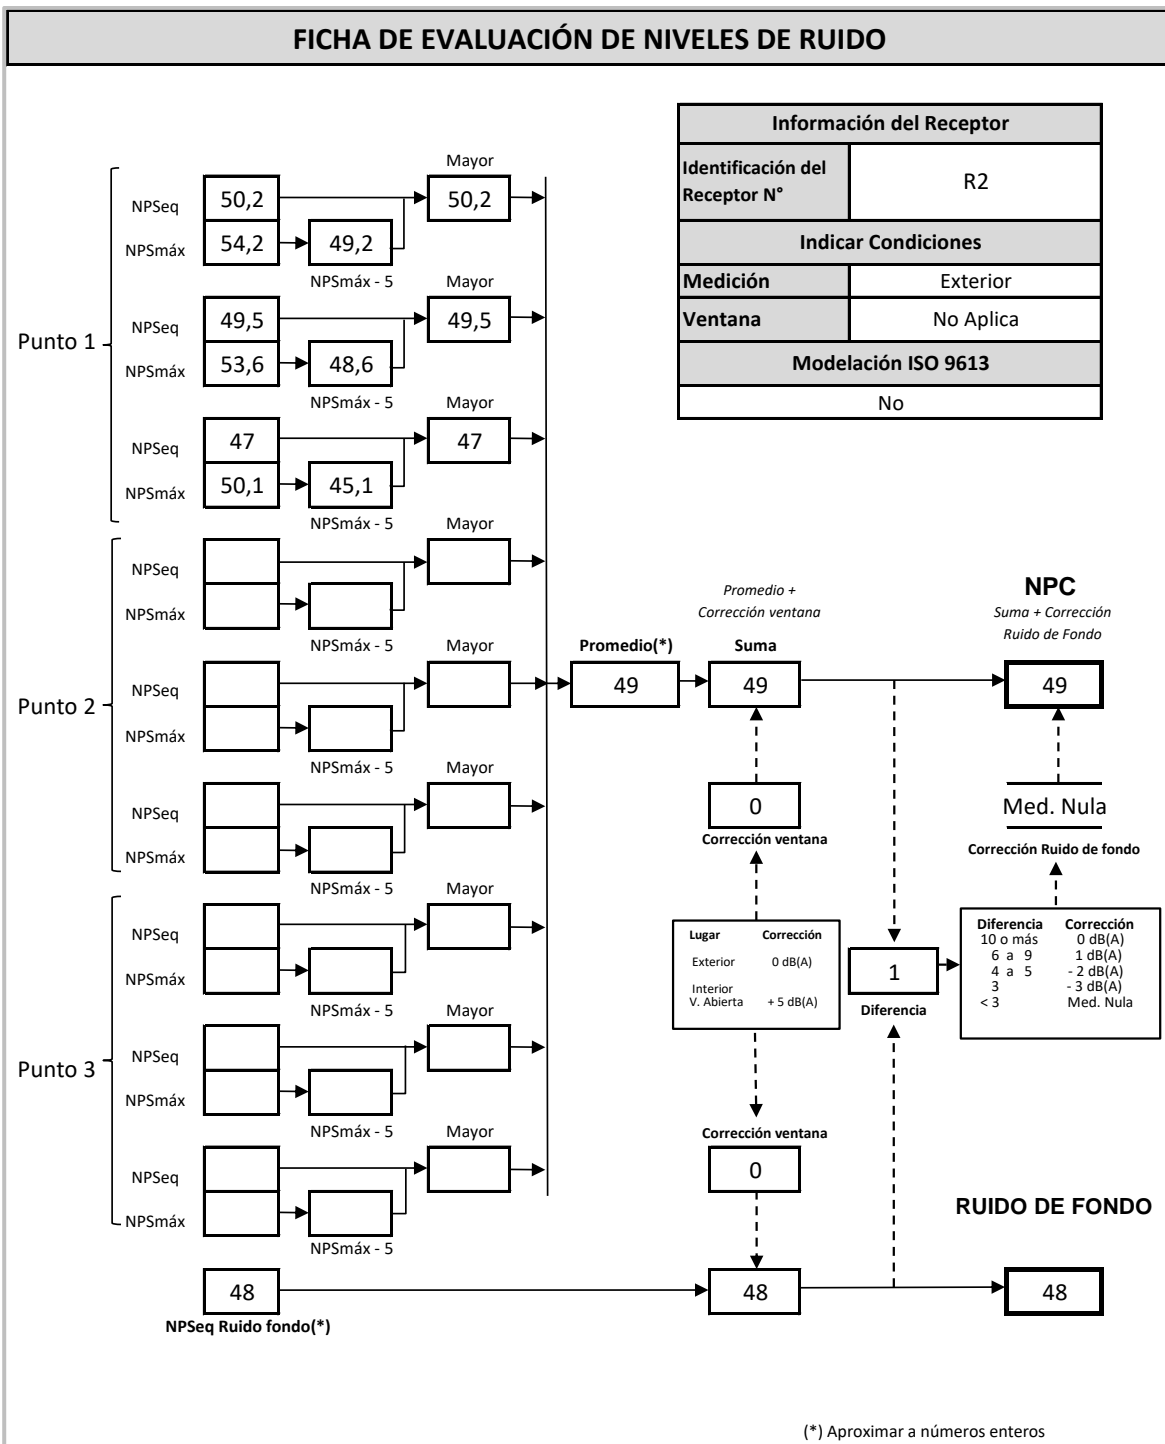 FICHA DE EVALUACIÓN DE NIVELES DE RUIDO
Información del Receptor
Identificación del Receptor N°
R2
Indicar Condiciones
Medición
Exterior
Ventana
No Aplica
Modelación ISO 9613
No
Punto 1
Mayor
NPSeq
50,2
50,2
NPSmáx
54,2
49,2
NPSmáx - 5
Mayor
NPSeq
49,5
49,5
NPSmáx
53,6
48,6
NPSmáx - 5
Mayor
NPSeq
47
47
NPSmáx
50,1
45,1
NPSmáx - 5
Punto 2
Mayor
NPSeq
NPSmáx
NPSmáx - 5
Mayor
NPSeq
NPSmáx
NPSmáx - 5
Mayor
NPSeq
NPSmáx
NPSmáx - 5
Punto 3
Mayor
NPSeq
NPSmáx
NPSmáx - 5
Mayor
NPSeq
NPSmáx
NPSmáx - 5
Mayor
NPSeq
NPSmáx
NPSmáx - 5
Promedio(*)
49
Promedio +
Corrección ventana
Suma
49
NPC
Suma + Corrección
Ruido de Fondo
49
0
Corrección ventana
Med. Nula
Corrección Ruido de fondo
Lugar Corrección
Exterior 0 dB(A)
Interior
V. Abierta + 5 dB(A)
1
Diferencia
Diferencia Corrección
10 o más 0 dB(A)
6 a 9 1 dB(A)
4 a 5 - 2 dB(A)
3 - 3 dB(A)
< 3 Med. Nula
Corrección ventana
0
RUIDO DE FONDO
48
48
48
NPSeq Ruido fondo(*)
(*) Aproximar a números enteros